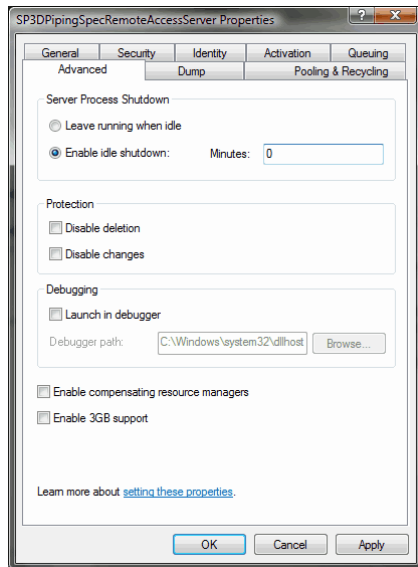 SP3DPipingSpecRemoteAccessServer Properties
General Security Identity Activation Queuing
Advanced Dump Pooling & Recycling
Server Process Shutdown
Leave running when idle
Enable idle shutdown: Minutes: 0
Protection
Disable deletion
Disable changes
Debugging
Launch in debugger
Debugger path: C:\Windows\system32\dllhost Browse...
Enable compensating resource managers
Enable 3GB support
Learn more about setting these properties.
OK Cancel Apply